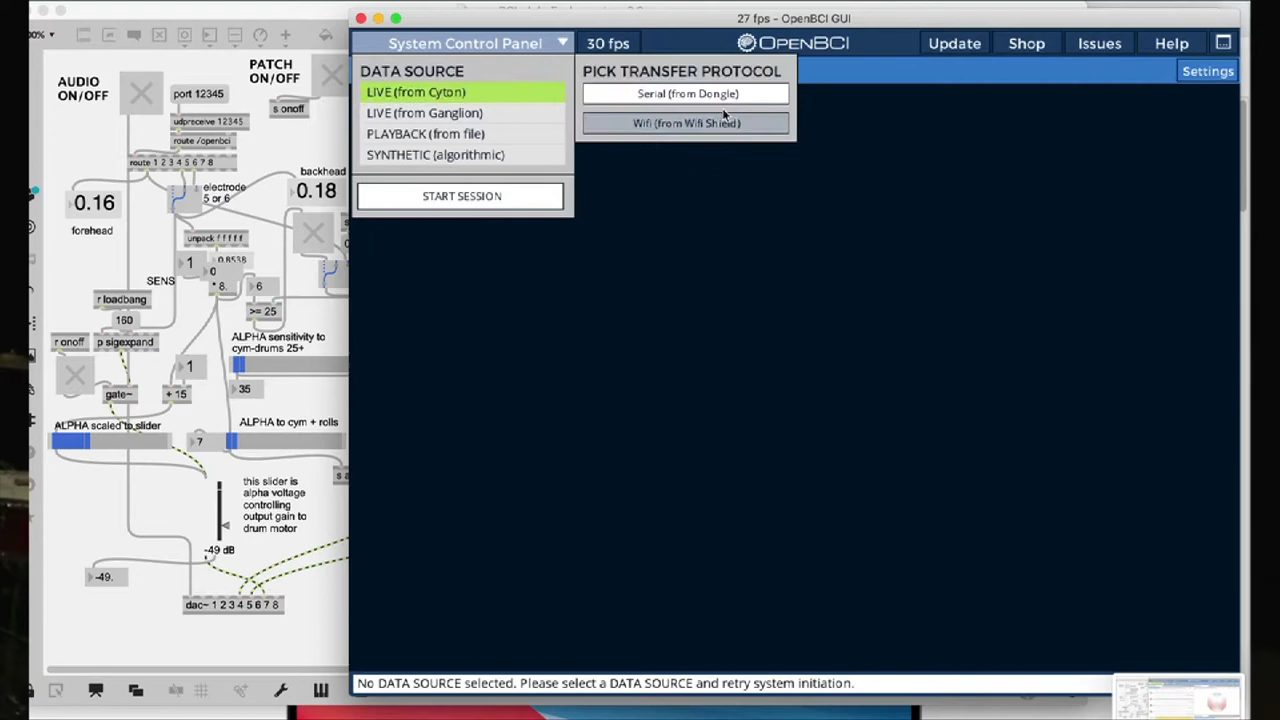 27 fps - OpenBCI GUI
System Control Panel
30 fps
OPENBCI
Update
Shop
Issues
Help
Settings
DATA SOURCE
LIVE (from Cyton)
LIVE (from Ganglion)
PLAYBACK (from file)
SYNTHETIC (algorithmic)
START SESSION
PICK TRANSFER PROTOCOL
Serial (from Dongle)
Wifi (from Wifi Shield)
No DATA SOURCE selected. Please select a DATA SOURCE and retry system initiation.
AUDIO
ON/OFF
PATCH
ON/OFF
port 12345
s onoff
udpreceive 12345
route /openbci
route 1 2 3 4 5 6 7 8
0.16
forehead
electrode
5 or 6
backhead
0.18
unpack f f f f f
1
0.8538
0
* 8.
6
>= 25
SENS
r loadbang
160
r onoff
p sigexpand
ALPHA sensitivity to
cym-drums 25+
1
35
gate~
+ 15
ALPHA scaled to slider
ALPHA to cym + rolls
7
this slider is
alpha voltage
controlling
output gain to
drum motor
-49 dB
-49.
dac~ 1 2 3 4 5 6 7 8